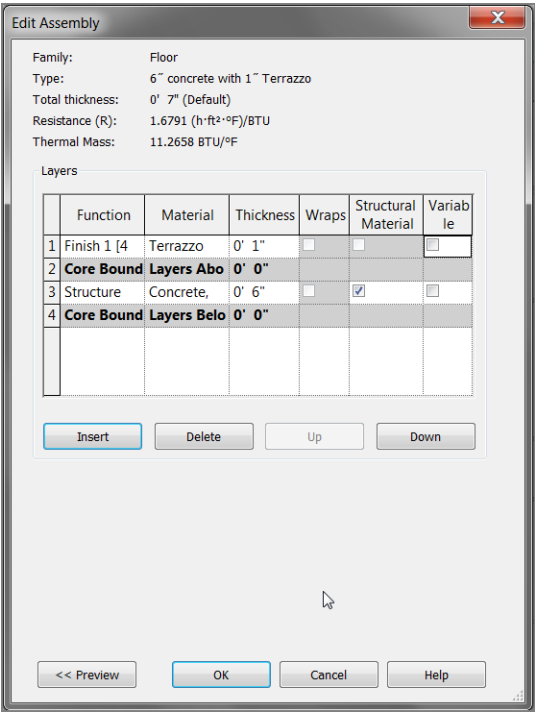 Edit Assembly
Family: Floor
Type: 6˝ concrete with 1˝ Terrazzo
Total thickness: 0' 7" (Default)
Resistance (R): 1.6791 (h·ft²·ºF)/BTU
Thermal Mass: 11.2658 BTU/ºF
Layers
Function Material Thickness Wraps Structural Material Variab le
1 Finish 1 [4 Terrazzo 0' 1"
2 Core Bound Layers Abo 0' 0"
3 Structure Concrete, 0' 6"
4 Core Bound Layers Belo 0' 0"
Insert Delete Up Down
<< Preview OK Cancel Help